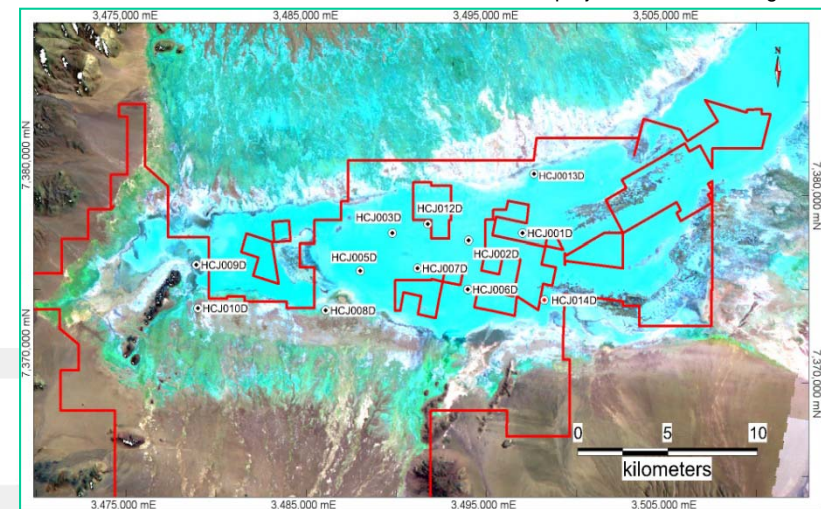 3,475,000 mE
3,485,000 mE
3,495,000 mE
3,505,000 mE
N
7,380,000 mN
7,380,000 mN
HCJ0013D
HCJ012D
HCJ003D
HCJ001D
HCJ002D
HCJ009D
HCJ005D
HCJ007D
HCJ006D
HCJ014D
HCJ010D
HCJ008D
7,370,000 mN
7,370,000 mN
0 5 10
kilometers
3,475,000 mE
3,485,000 mE
3,495,000 mE
3,505,000 mE